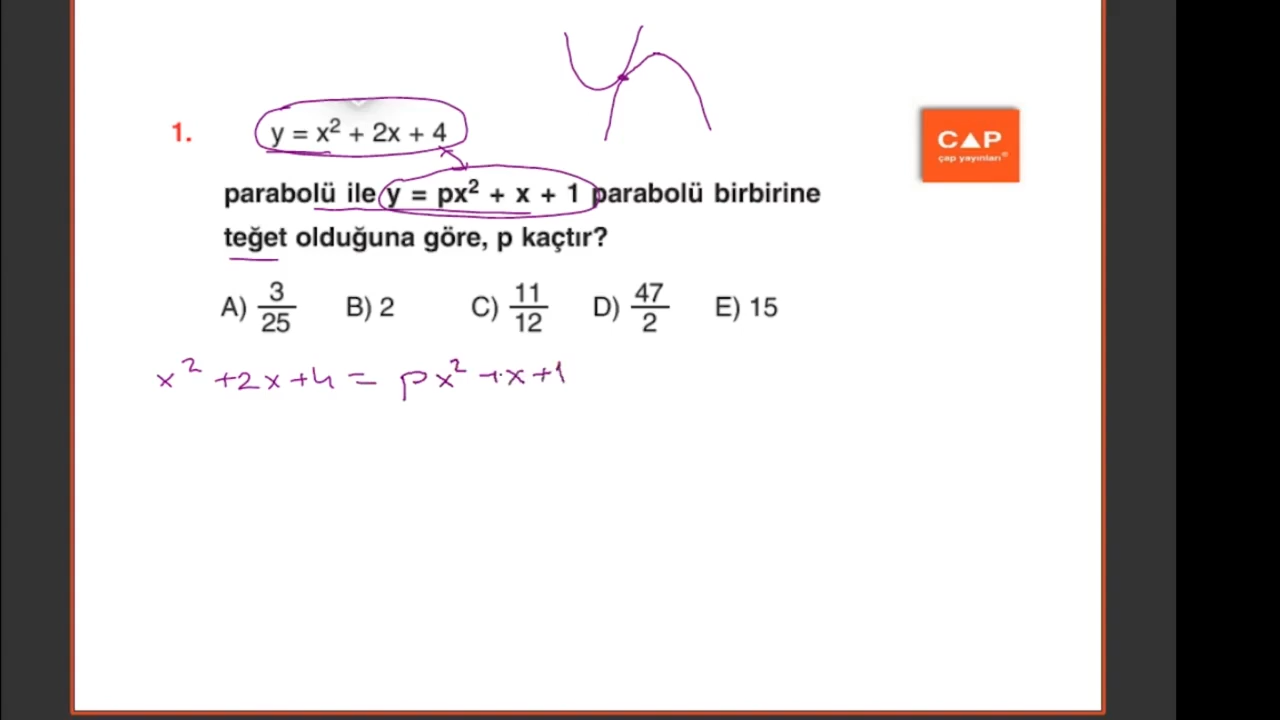 1. y = x² + 2x + 4
CAP
çap yayınları®
parabolü ile y = px² + x + 1 parabolü birbirine
teğet olduğuna göre, p kaçtır?
A) 3/25 B) 2 C) 11/12 D) 47/2 E) 15
x² + 2x + 4 = px² + x + 1